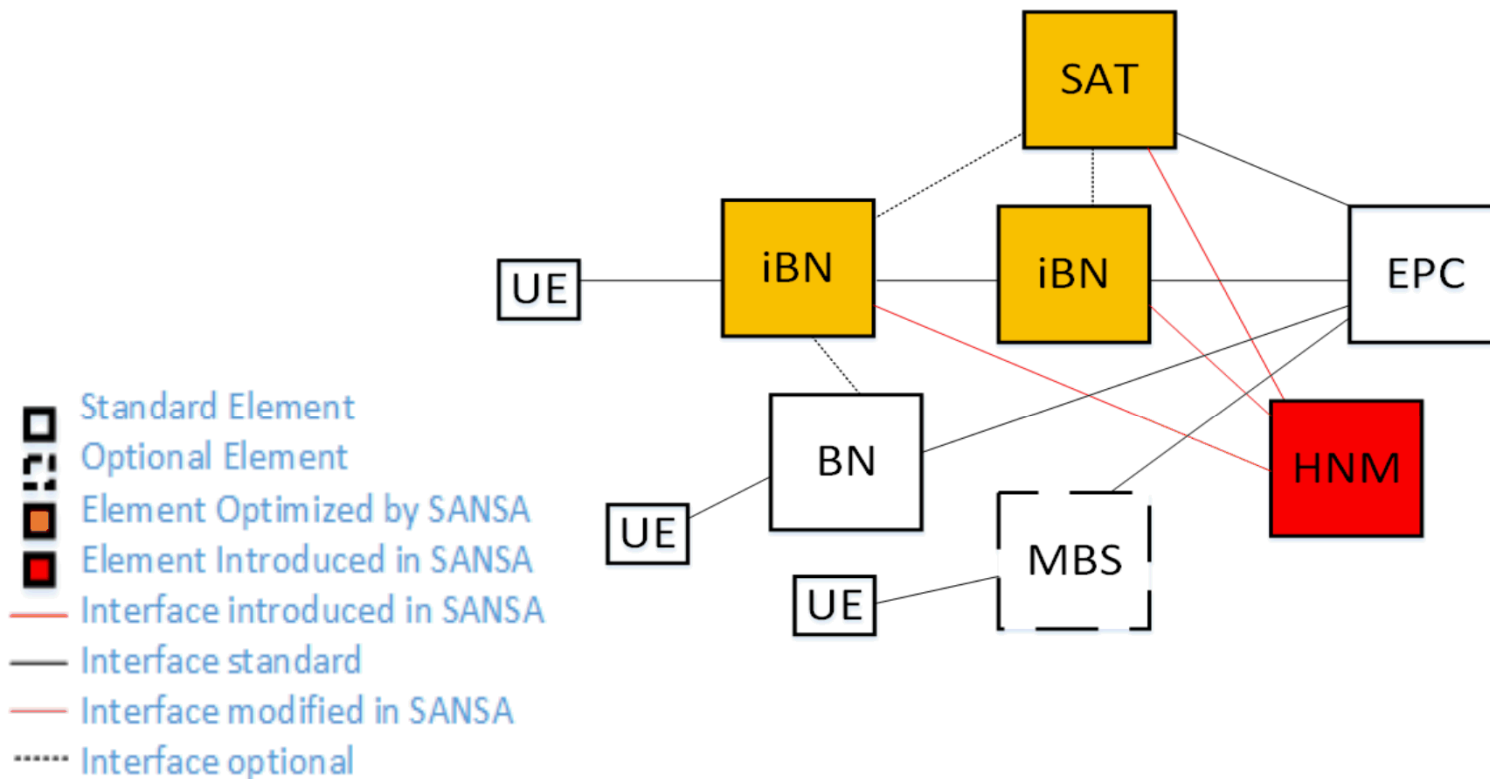 SAT
iBN
iBN
EPC
UE
BN
HNM
UE
MBS
UE
Standard Element
Optional Element
Element Optimized by SANSA
Element Introduced in SANSA
Interface introduced in SANSA
Interface standard
Interface modified in SANSA
Interface optional